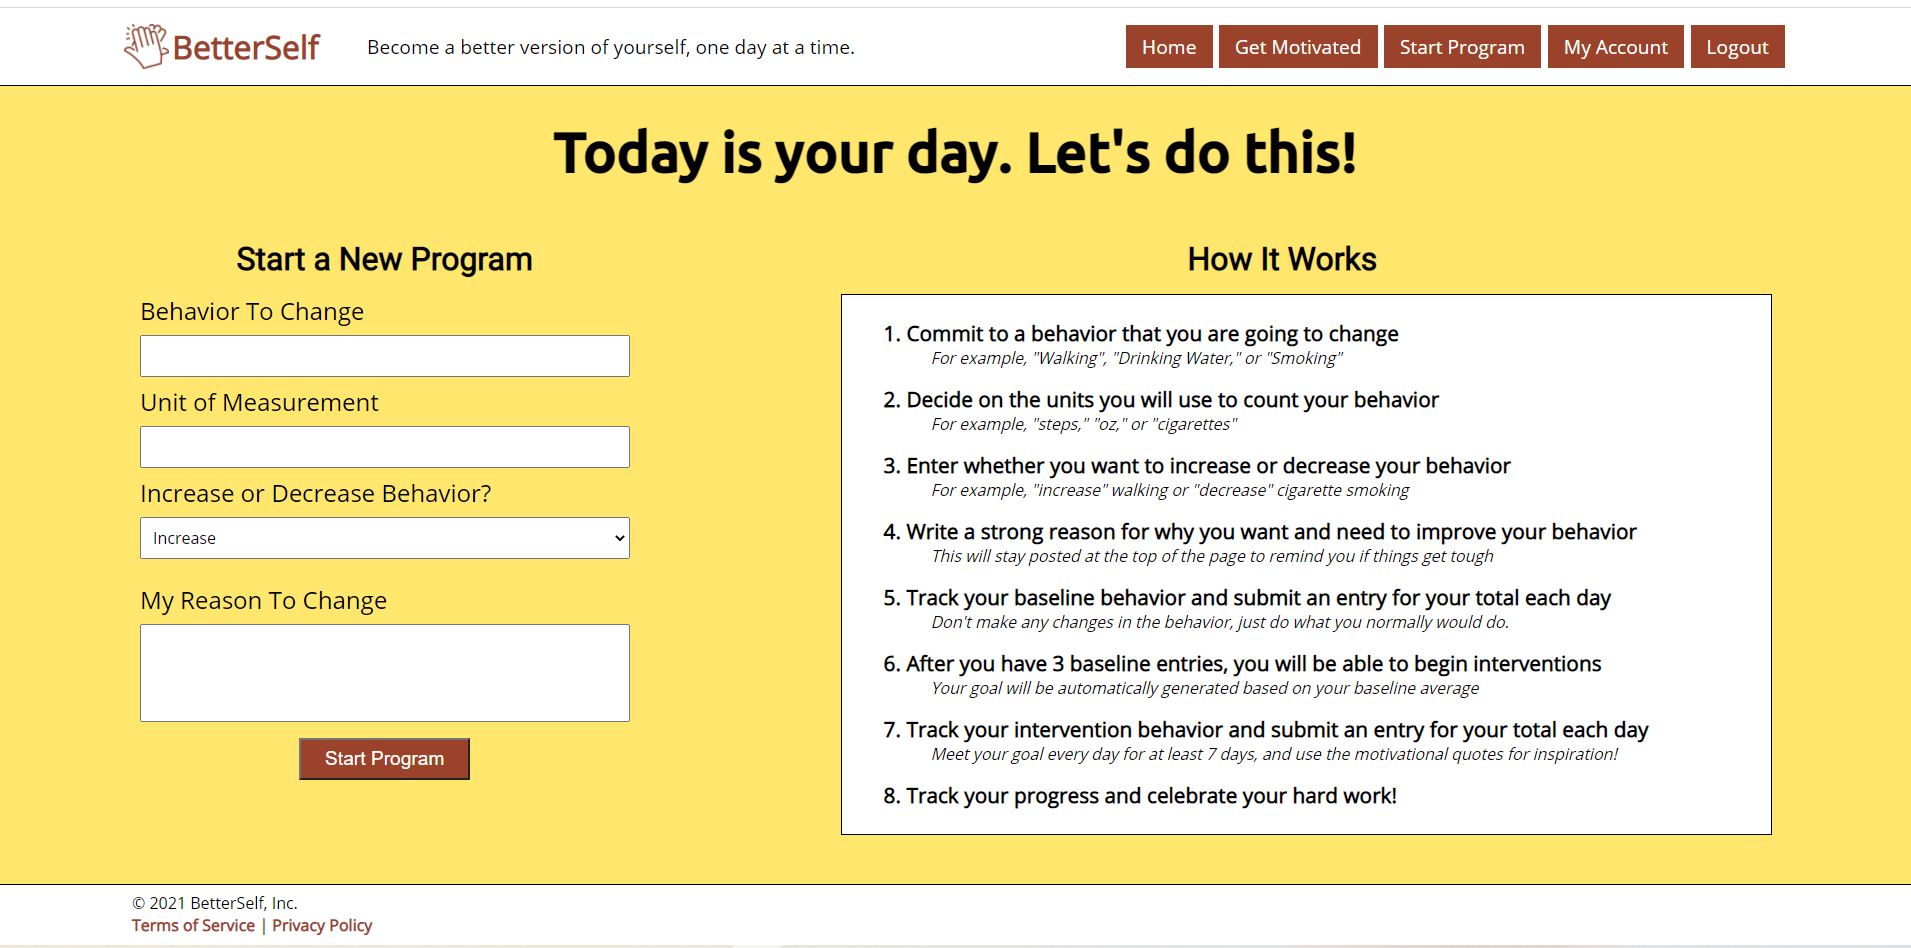 BetterSelf
Become a better version of yourself, one day at a time.
Home
Get Motivated
Start Program
My Account
Logout
Today is your day. Let's do this!
Start a New Program
Behavior To Change
Unit of Measurement
Increase or Decrease Behavior?
Increase
My Reason To Change
Start Program
How It Works
1. Commit to a behavior that you are going to change
For example, "Walking", "Drinking Water," or "Smoking"
2. Decide on the units you will use to count your behavior
For example, "steps," "oz," or "cigarettes"
3. Enter whether you want to increase or decrease your behavior
For example, "increase" walking or "decrease" cigarette smoking
4. Write a strong reason for why you want and need to improve your behavior
This will stay posted at the top of the page to remind you if things get tough
5. Track your baseline behavior and submit an entry for your total each day
Don't make any changes in the behavior, just do what you normally would do.
6. After you have 3 baseline entries, you will be able to begin interventions
Your goal will be automatically generated based on your baseline average
7. Track your intervention behavior and submit an entry for your total each day
Meet your goal every day for at least 7 days, and use the motivational quotes for inspiration!
8. Track your progress and celebrate your hard work!
© 2021 BetterSelf, Inc.
Terms of Service | Privacy Policy